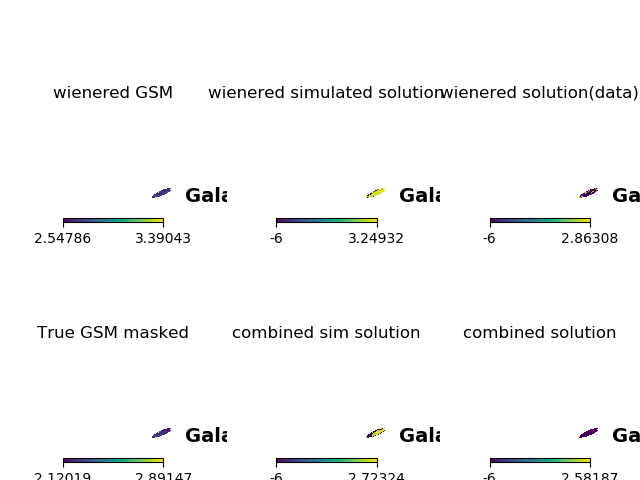 wienered GSM wienered simulated solution wienered solution(data)
Gala Gala Ga
2.54786 3.39043 -6 3.24932 -6 2.86308
True GSM masked combined sim solution combined solution
Gala Gala Ga
2.12019 2.89147 -6 2.72324 -6 2.58187